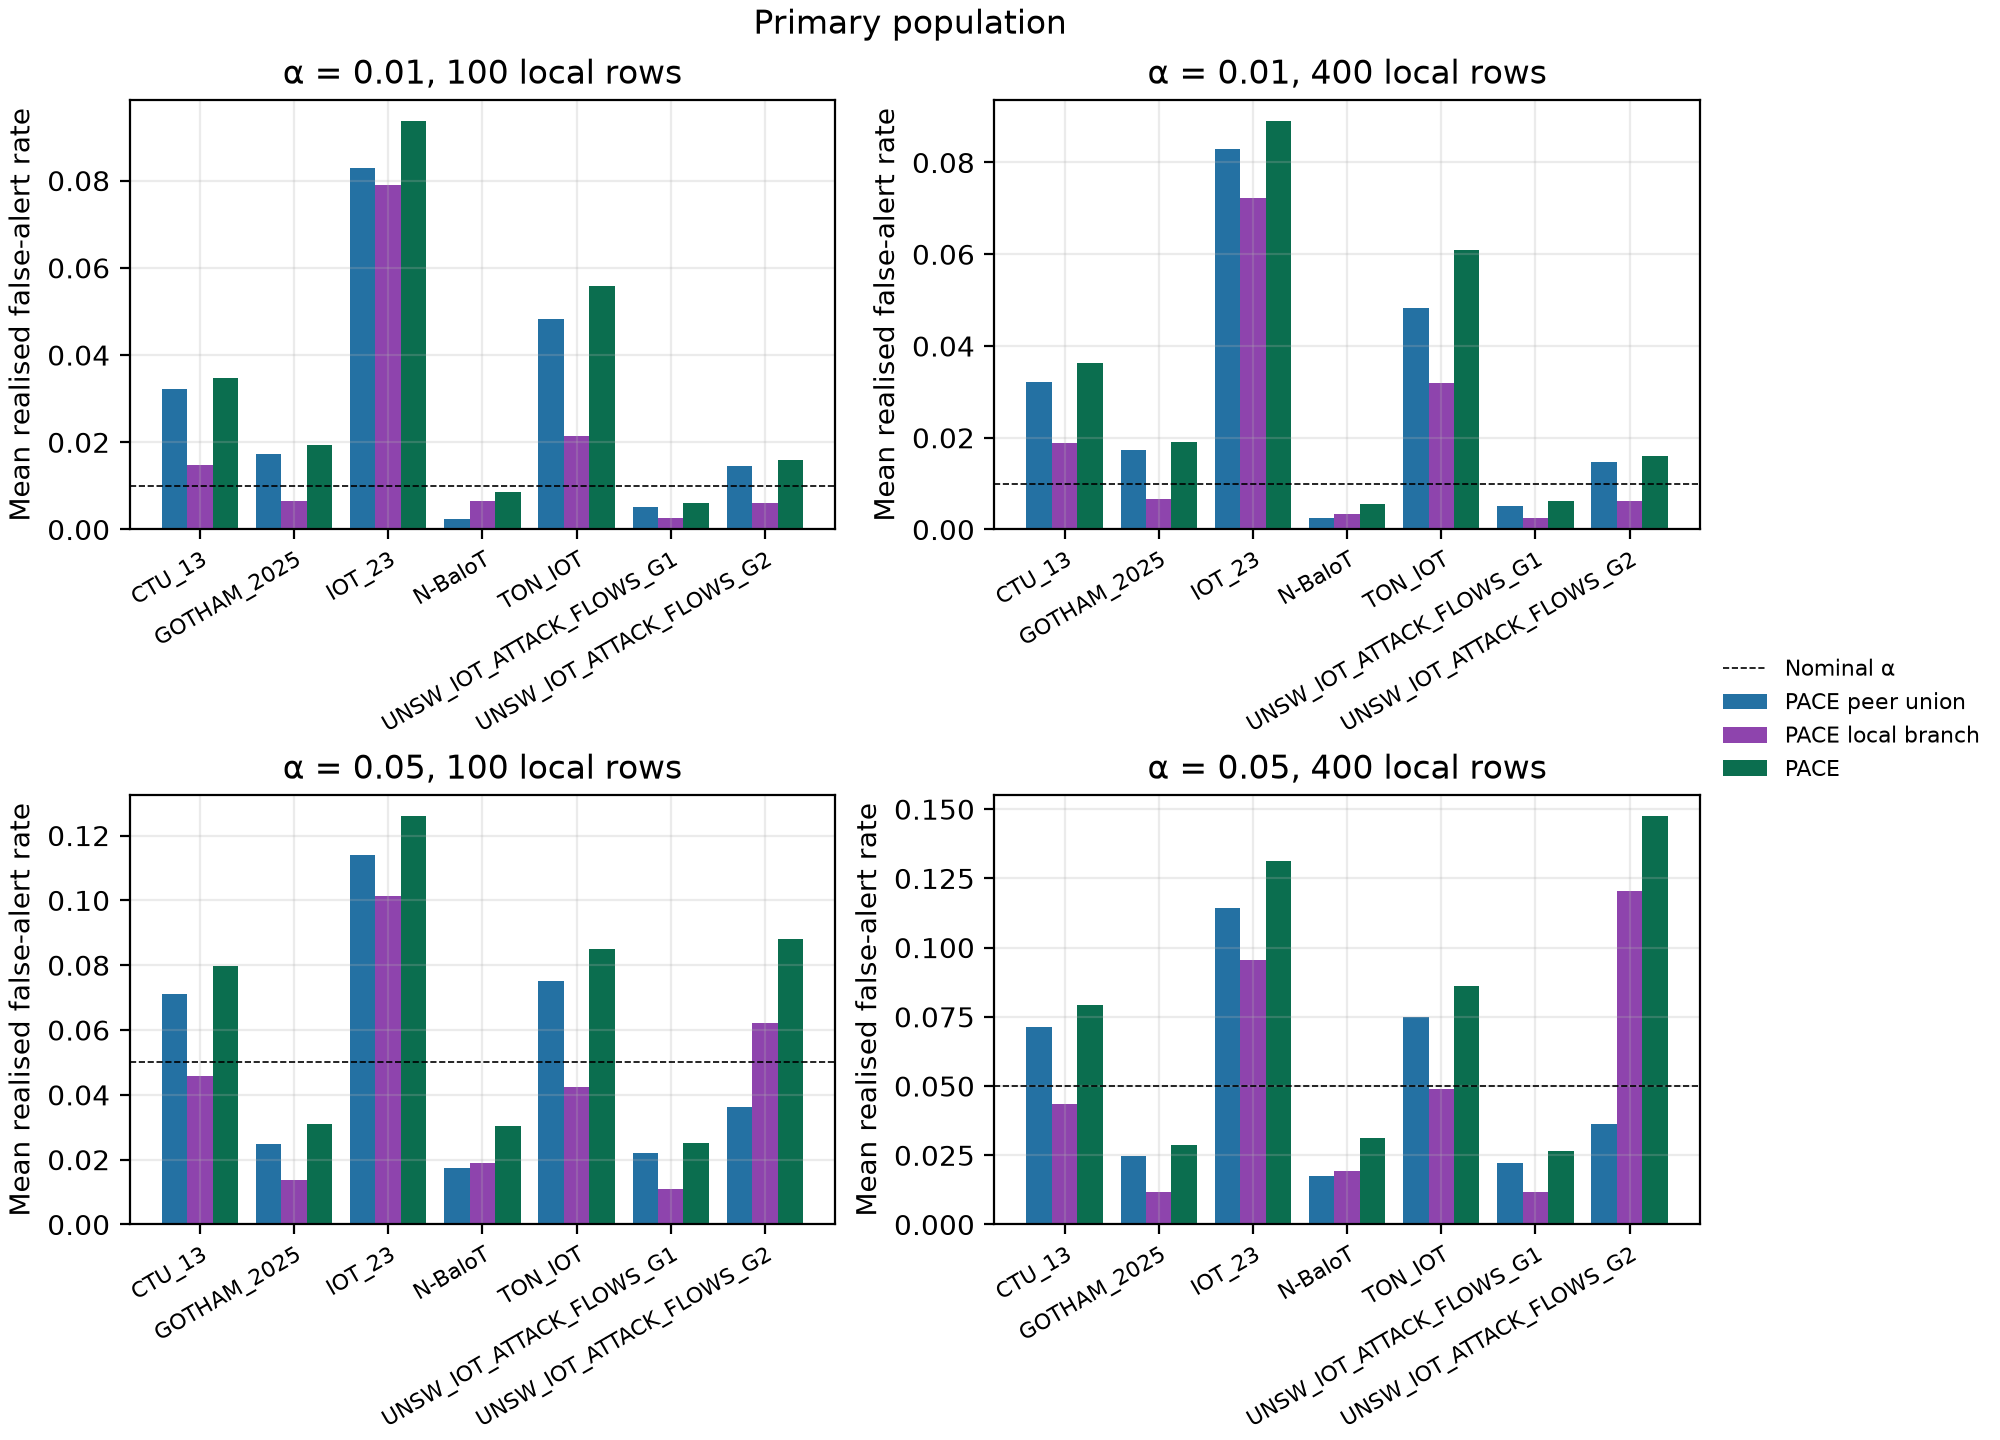 Primary population
α = 0.01, 100 local rows
Mean realised false-alert rate
0.08
0.06
0.04
0.02
0.00
CTU_13
GOTHAM_2025
IOT_23
N-BaIoT
TON_IOT
UNSW_IOT_ATTACK_FLOWS_G1
UNSW_IOT_ATTACK_FLOWS_G2
α = 0.01, 400 local rows
Mean realised false-alert rate
0.08
0.06
0.04
0.02
0.00
CTU_13
GOTHAM_2025
IOT_23
N-BaIoT
TON_IOT
UNSW_IOT_ATTACK_FLOWS_G1
UNSW_IOT_ATTACK_FLOWS_G2
Nominal α
PACE peer union
PACE local branch
PACE
α = 0.05, 100 local rows
Mean realised false-alert rate
0.12
0.10
0.08
0.06
0.04
0.02
0.00
CTU_13
GOTHAM_2025
IOT_23
N-BaIoT
TON_IOT
UNSW_IOT_ATTACK_FLOWS_G1
UNSW_IOT_ATTACK_FLOWS_G2
α = 0.05, 400 local rows
Mean realised false-alert rate
0.150
0.125
0.100
0.075
0.050
0.025
0.000
CTU_13
GOTHAM_2025
IOT_23
N-BaIoT
TON_IOT
UNSW_IOT_ATTACK_FLOWS_G1
UNSW_IOT_ATTACK_FLOWS_G2